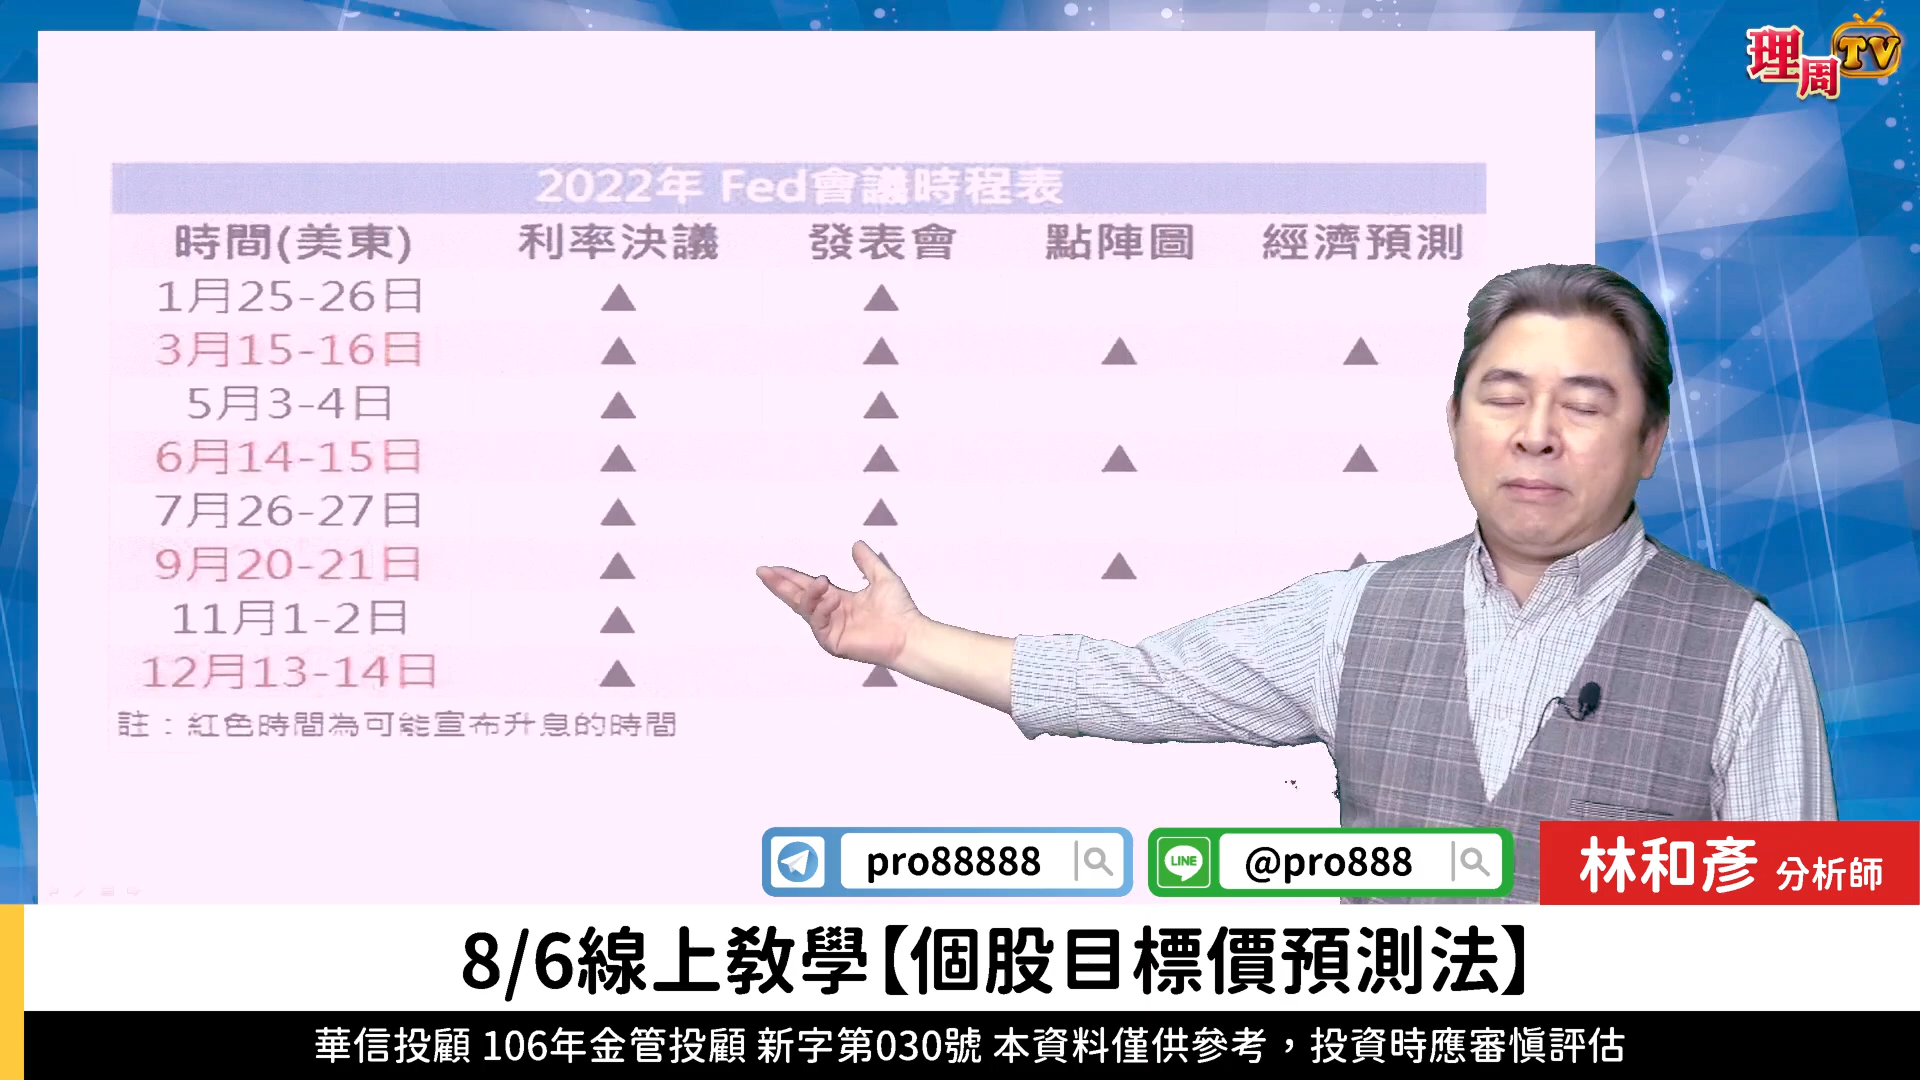 理周TV
2022年 Fed會議時程表
時間(美東) 利率決議 發表會 點陣圖 經濟預測
1月25-26日 ▲ ▲
3月15-16日 ▲ ▲ ▲ ▲
5月3-4日 ▲ ▲
6月14-15日 ▲ ▲ ▲ ▲
7月26-27日 ▲ ▲
9月20-21日 ▲ ▲ ▲ ▲
11月1-2日 ▲
12月13-14日 ▲ ▲
註：紅色時間為可能宣布升息的時間
pro88888
LINE @pro888
林和彥 分析師
8/6線上教學【個股目標價預測法】
華信投顧 106年金管投顧 新字第030號 本資料僅供參考，投資時應審慎評估